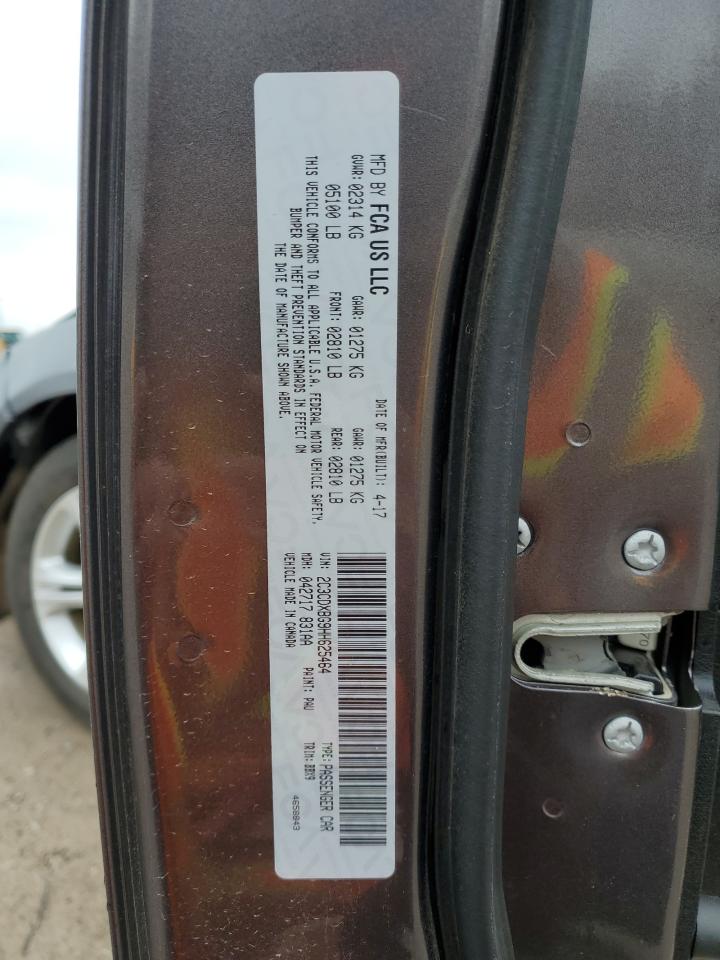 MFD BY FCA US LLC
DATE OF MFR(BUILT): 4-17
GVWR: 02314 KG
GAWR: 01275 KG
GAWR: 01275 KG
05100 LB
FRONT: 02810 LB
REAR: 02810 LB
THIS VEHICLE CONFORMS TO ALL APPLICABLE U.S.A. FEDERAL MOTOR VEHICLE SAFETY,
BUMPER AND THEFT PREVENTION STANDARDS IN EFFECT ON
THE DATE OF MANUFACTURE SHOWN ABOVE.
VIN: 2C3CDXBG9HH625464
TYPE: PASSENGER CAR
MDH: 042717 831AA
PAINT: PAU
TRIM: BBX9
VEHICLE MADE IN CANADA
4658843